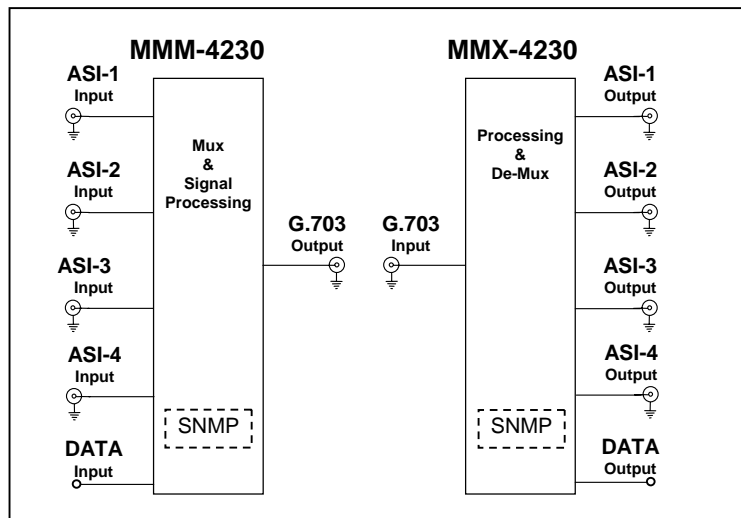 MMM-4230
ASI-1
Input
ASI-2
Input
ASI-3
Input
ASI-4
Input
DATA
Input
Mux
&
Signal
Processing
SNMP
G.703
Output
MMX-4230
G.703
Input
Processing
&
De-Mux
SNMP
ASI-1
Output
ASI-2
Output
ASI-3
Output
ASI-4
Output
DATA
Output